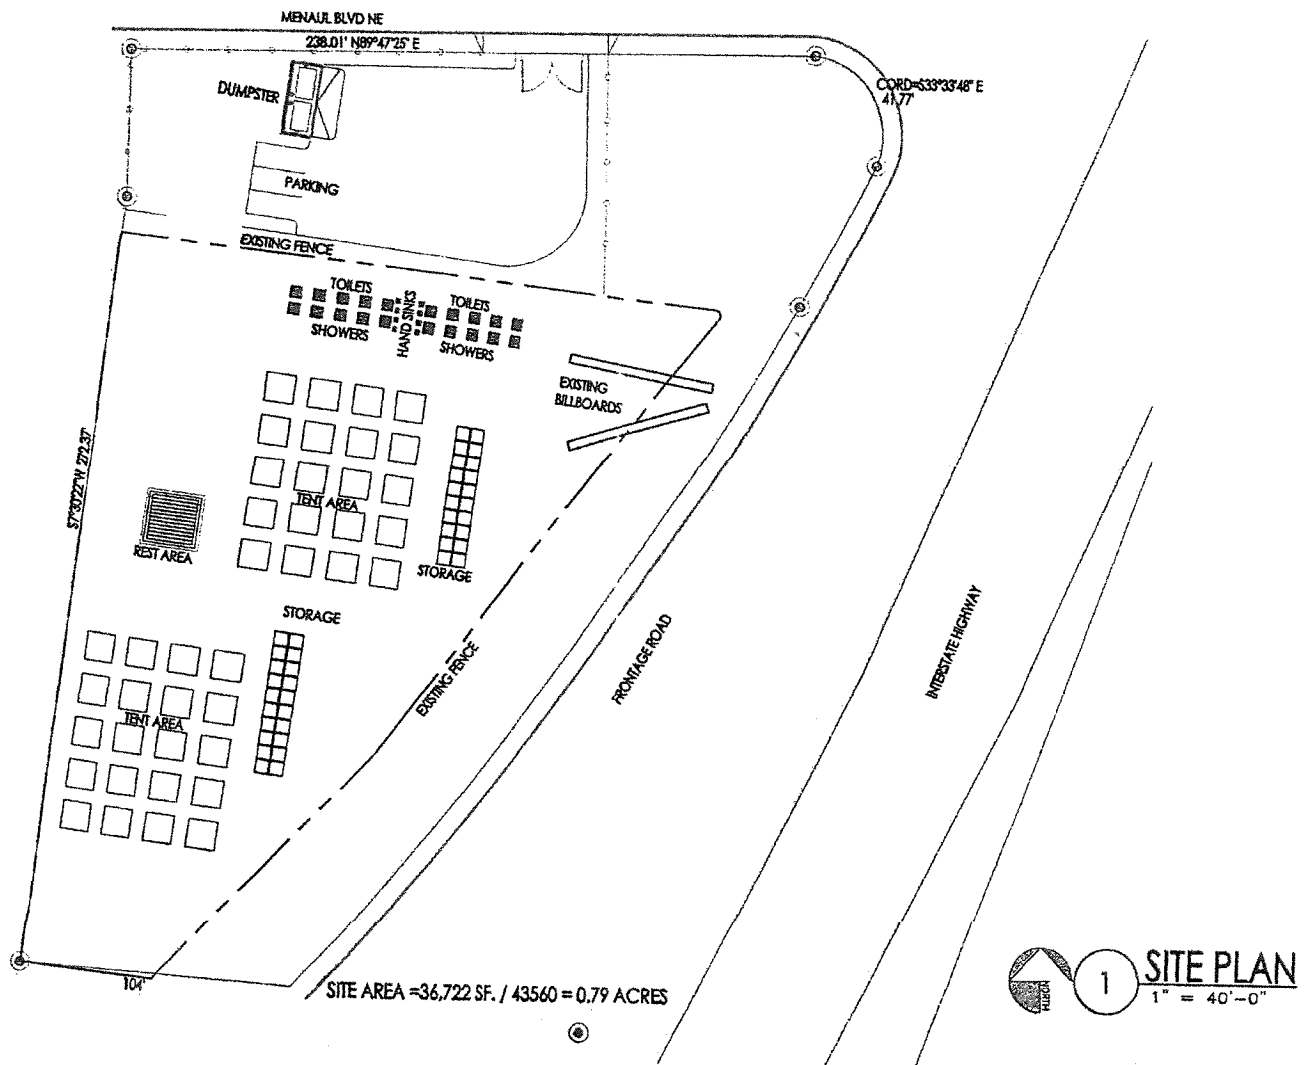 MENAUL BLVD NE
238.01' N89°47'25" E
CORD=S33°33'48" E
41.77'
DUMPSTER
PARKING
EXISTING FENCE
TOILETS
TOILETS
HAND SINKS
SHOWERS
SHOWERS
EXISTING
BILLBOARDS
S7°30'22"W 272.37'
TENT AREA
REST AREA
STORAGE
STORAGE
EXISTING FENCE
FRONTAGE ROAD
INTERSTATE HIGHWAY
TENT AREA
104'
SITE AREA =36,722 SF. / 43560 = 0.79 ACRES
NORTH
1
SITE PLAN
1" = 40'-0"